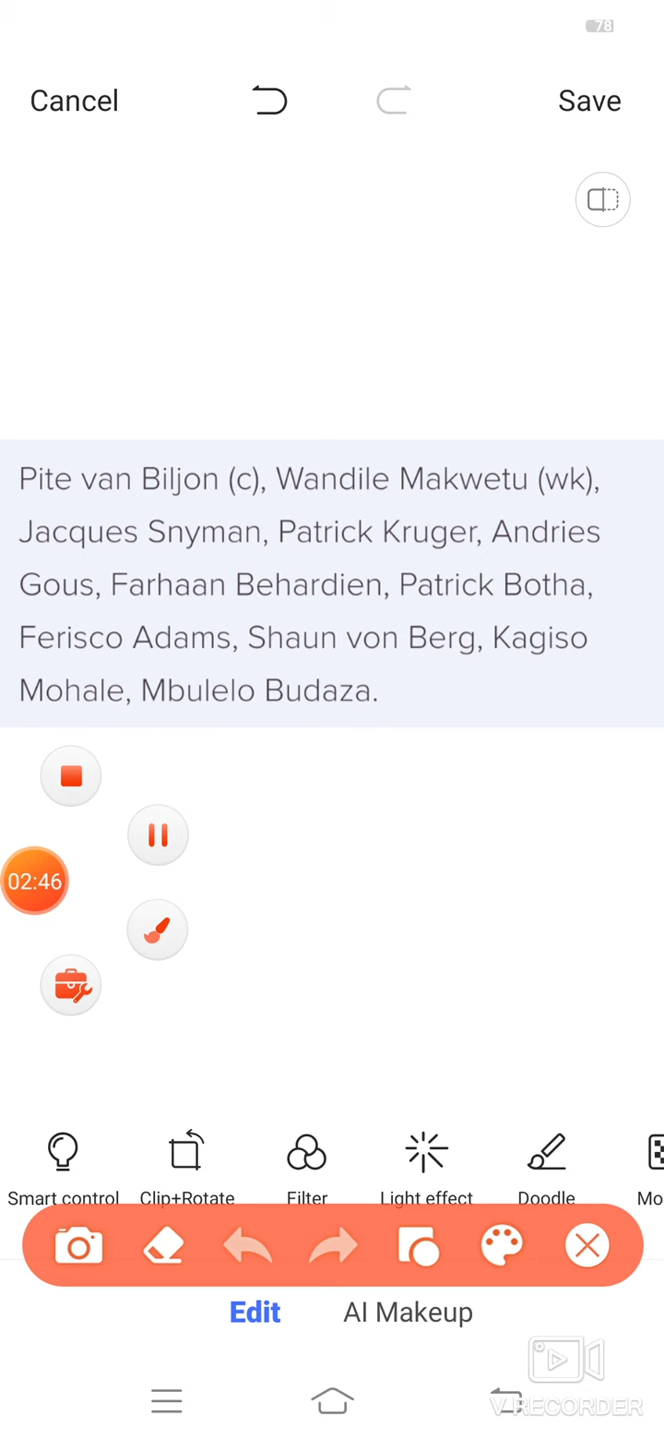 78
Cancel
Save
Pite van Biljon (c), Wandile Makwetu (wk),
Jacques Snyman, Patrick Kruger, Andries
Gous, Farhaan Behardien, Patrick Botha,
Ferisco Adams, Shaun von Berg, Kagiso
Mohale, Mbulelo Budaza.
02:46
Smart control Clip+Rotate Filter Light effect Doodle Mo
Edit AI Makeup
V RECORDER